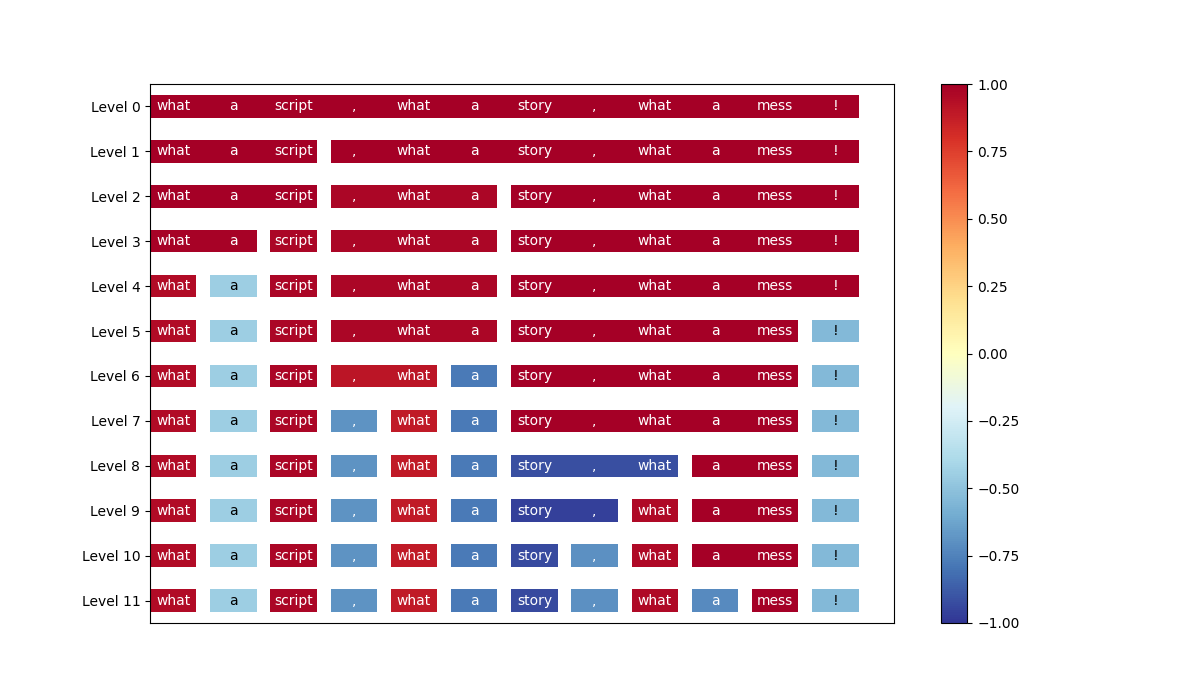 Level 0 what a script , what a story , what a mess !
Level 1 what a script , what a story , what a mess !
Level 2 what a script , what a story , what a mess !
Level 3 what a script , what a story , what a mess !
Level 4 what a script , what a story , what a mess !
Level 5 what a script , what a story , what a mess !
Level 6 what a script , what a story , what a mess !
Level 7 what a script , what a story , what a mess !
Level 8 what a script , what a story , what a mess !
Level 9 what a script , what a story , what a mess !
Level 10 what a script , what a story , what a mess !
Level 11 what a script , what a story , what a mess !
1.00
0.75
0.50
0.25
0.00
−0.25
−0.50
−0.75
−1.00